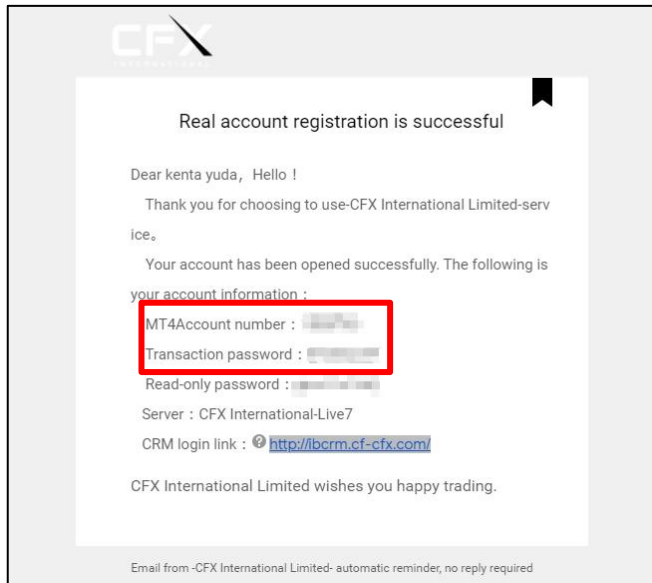 CFX
INTERNATIONAL
Real account registration is successful
Dear kenta yuda，Hello！
Thank you for choosing to use-CFX International Limited-serv
ice。
Your account has been opened successfully. The following is
your account information：
MT4Account number：
Transaction password：
Read-only password：
Server：CFX International-Live7
CRM login link：? http://ibcrm.cf-cfx.com/
CFX International Limited wishes you happy trading.
Email from -CFX International Limited- automatic reminder, no reply required